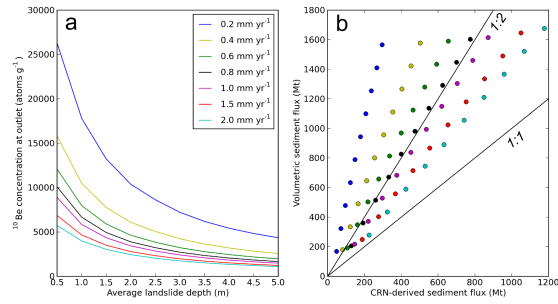 a
30000
25000
20000
15000
10000
5000
0
0.5 1.0 1.5 2.0 2.5 3.0 3.5 4.0 4.5 5.0
Average landslide depth (m)
¹⁰ Be concentration at outlet (atoms g⁻¹)
0.2 mm yr⁻¹
0.4 mm yr⁻¹
0.6 mm yr⁻¹
0.8 mm yr⁻¹
1.0 mm yr⁻¹
1.5 mm yr⁻¹
2.0 mm yr⁻¹
b
1800
1600
1400
1200
1000
800
600
400
200
0
0 200 400 600 800 1000 1200
CRN-derived sediment flux (Mt)
Volumetric sediment flux (Mt)
1:2
1:1